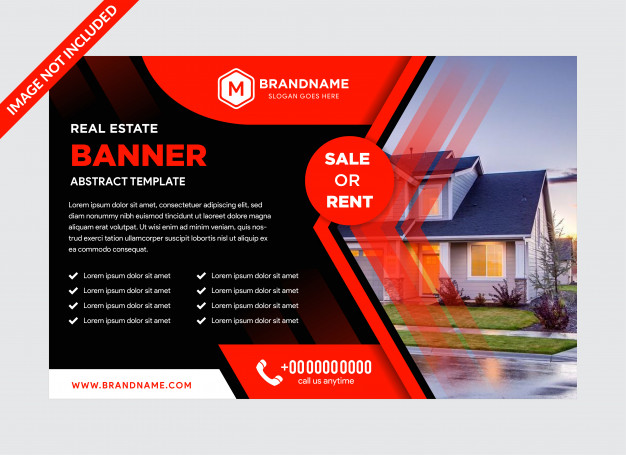 IMAGE NOT INCLUDED
M
BRANDNAME
SLOGAN GOES HERE
REAL ESTATE
BANNER
ABSTRACT TEMPLATE
SALE
OR
RENT
Lorem ipsum dolor sit amet, consectetuer
adipiscing elit, sed diam nonummy nibh euismod
tincidunt ut laoreet dolore magna aliquam erat
volutpat. Ut wisi enim ad minim veniam, quis
nostrud exerci tation ullamcorper suscipit lobortis
nisl ut aliquip ex ea commodo consequat.
Lorem ipsum dolor sit amet
Lorem ipsum dolor sit amet
Lorem ipsum dolor sit amet
Lorem ipsum dolor sit amet
Lorem ipsum dolor sit amet
Lorem ipsum dolor sit amet
Lorem ipsum dolor sit amet
Lorem ipsum dolor sit amet
WWW.BRANDNAME.COM
+0000000000
call us anytime